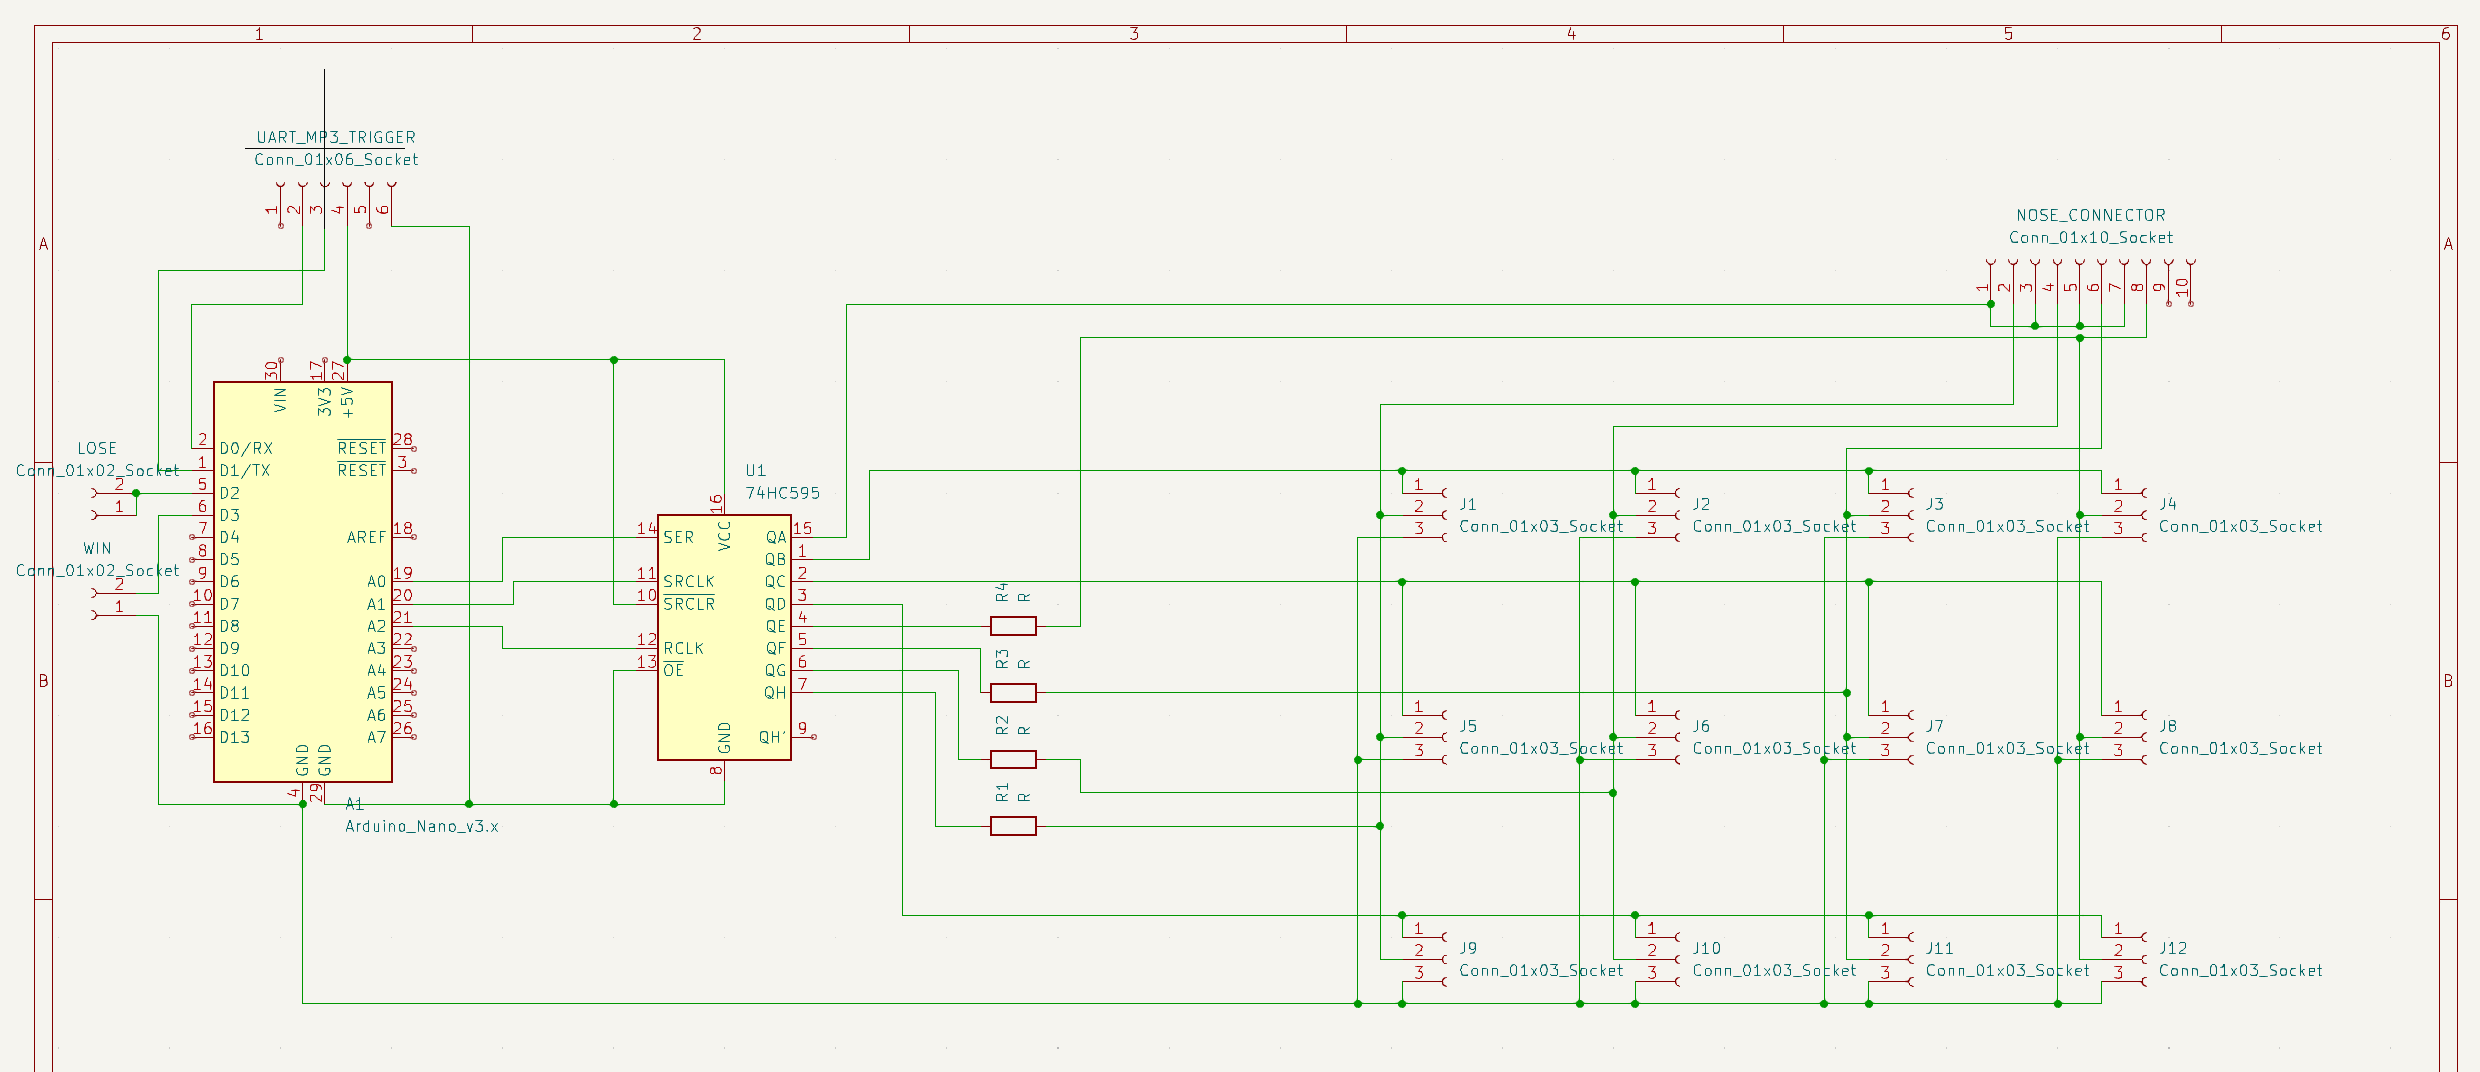 1 2 3 4 5 6
A A
B B
UART_MP3_TRIGGER
Conn_01x06_Socket
1 2 3 4 5 6
NOSE_CONNECTOR
Conn_01x10_Socket
1 2 3 4 5 6 7 8 9 10
LOSE
Conn_01x02_Socket
2
1
WIN
Conn_01x02_Socket
2
1
30 17 27
VIN 3V3 +5V
2 D0/RX RESET 28
1 D1/TX RESET 3
5 D2
6 D3
7 D4 AREF 18
8 D5
9 D6 A0 19
10 D7 A1 20
11 D8 A2 21
12 D9 A3 22
13 D10 A4 23
14 D11 A5 24
15 D12 A6 25
16 D13 A7 26
GND GND
4 29
A1
Arduino_Nano_v3.x
U1
74HC595
16
VCC
14 SER QA 15
QB 1
11 SRCLK QC 2
10 SRCLR QD 3
QE 4
12 RCLK QF 5
13 OE QG 6
QH 7
GND QH' 9
8
R4 R
R3 R
R2 R
R1 R
1
2
3
J1
Conn_01x03_Socket
1
2
3
J2
Conn_01x03_Socket
1
2
3
J3
Conn_01x03_Socket
1
2
3
J4
Conn_01x03_Socket
1
2
3
J5
Conn_01x03_Socket
1
2
3
J6
Conn_01x03_Socket
1
2
3
J7
Conn_01x03_Socket
1
2
3
J8
Conn_01x03_Socket
1
2
3
J9
Conn_01x03_Socket
1
2
3
J10
Conn_01x03_Socket
1
2
3
J11
Conn_01x03_Socket
1
2
3
J12
Conn_01x03_Socket